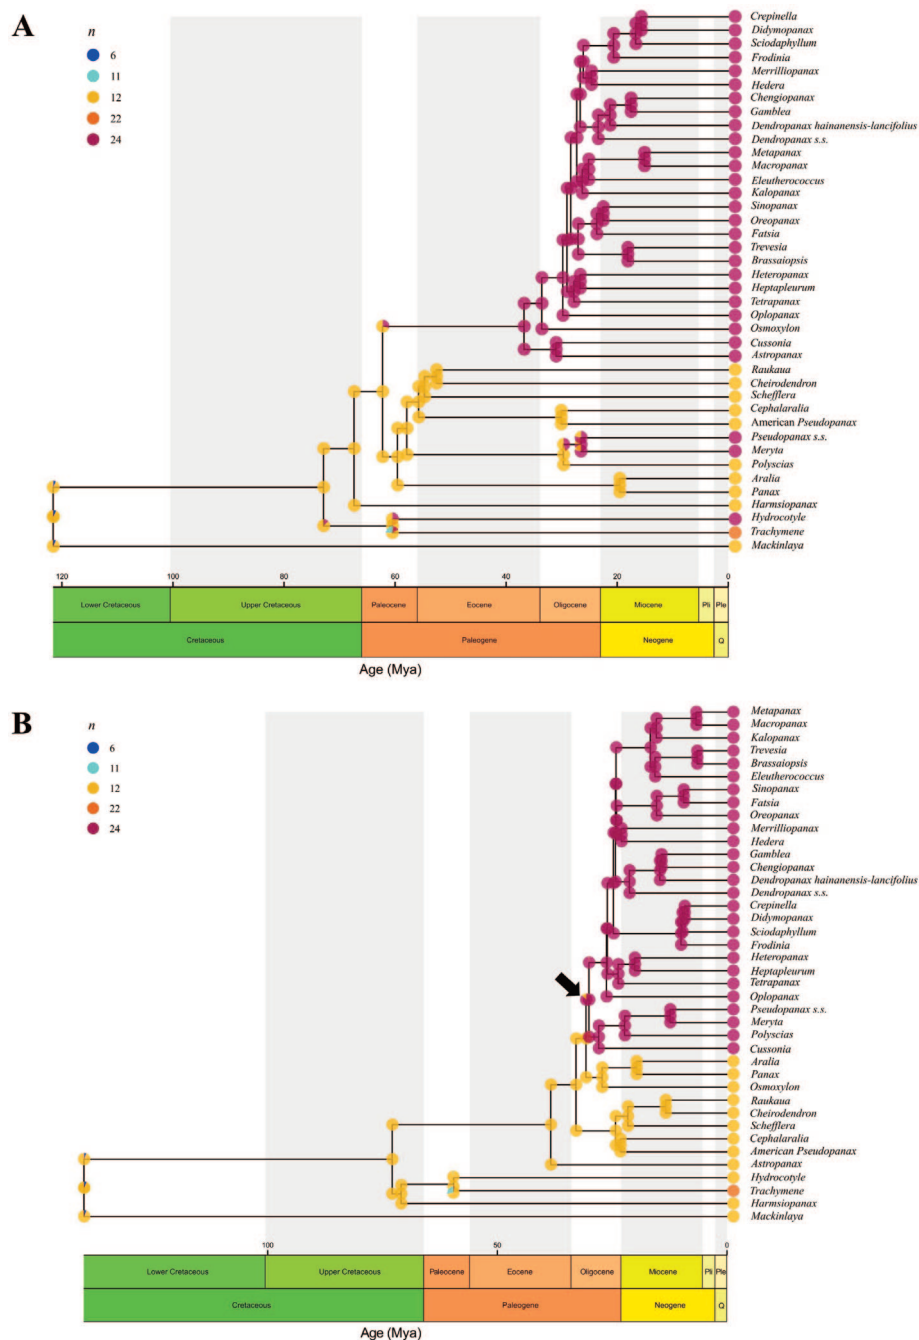 A
n
6
11
12
22
24
Crepinella
Didymopanax
Sciodaphyllum
Frodinia
Merrilliopanax
Hedera
Chengiopanax
Gamblea
Dendropanax hainanensis-lancifolius
Dendropanax s.s.
Metapanax
Macropanax
Eleutherococcus
Kalopanax
Sinopanax
Oreopanax
Fatsia
Trevesia
Brassaiopsis
Heteropanax
Heptapleurum
Tetrapanax
Oplopanax
Osmoxylon
Cussonia
Astropanax
Raukaua
Cheirodendron
Schefflera
Cephalaralia
American Pseudopanax
Pseudopanax s.s.
Meryta
Polyscias
Aralia
Panax
Harmsiopanax
Hydrocotyle
Trachymene
Mackinlaya
120 100 80 60 40 20 0
Lower Cretaceous Upper Cretaceous Paleocene Eocene Oligocene Miocene Pli Ple
Cretaceous Paleogene Neogene Q
Age (Mya)
B
n
6
11
12
22
24
Metapanax
Macropanax
Kalopanax
Trevesia
Brassaiopsis
Eleutherococcus
Sinopanax
Fatsia
Oreopanax
Merrilliopanax
Hedera
Gamblea
Chengiopanax
Dendropanax hainanensis-lancifolius
Dendropanax s.s.
Crepinella
Didymopanax
Sciodaphyllum
Frodinia
Heteropanax
Heptapleurum
Tetrapanax
Oplopanax
Pseudopanax s.s.
Meryta
Polyscias
Cussonia
Aralia
Panax
Osmoxylon
Raukaua
Cheirodendron
Schefflera
Cephalaralia
American Pseudopanax
Astropanax
Hydrocotyle
Trachymene
Harmsiopanax
Mackinlaya
100 50 0
Lower Cretaceous Upper Cretaceous Paleocene Eocene Oligocene Miocene Pli Ple
Cretaceous Paleogene Neogene Q
Age (Mya)